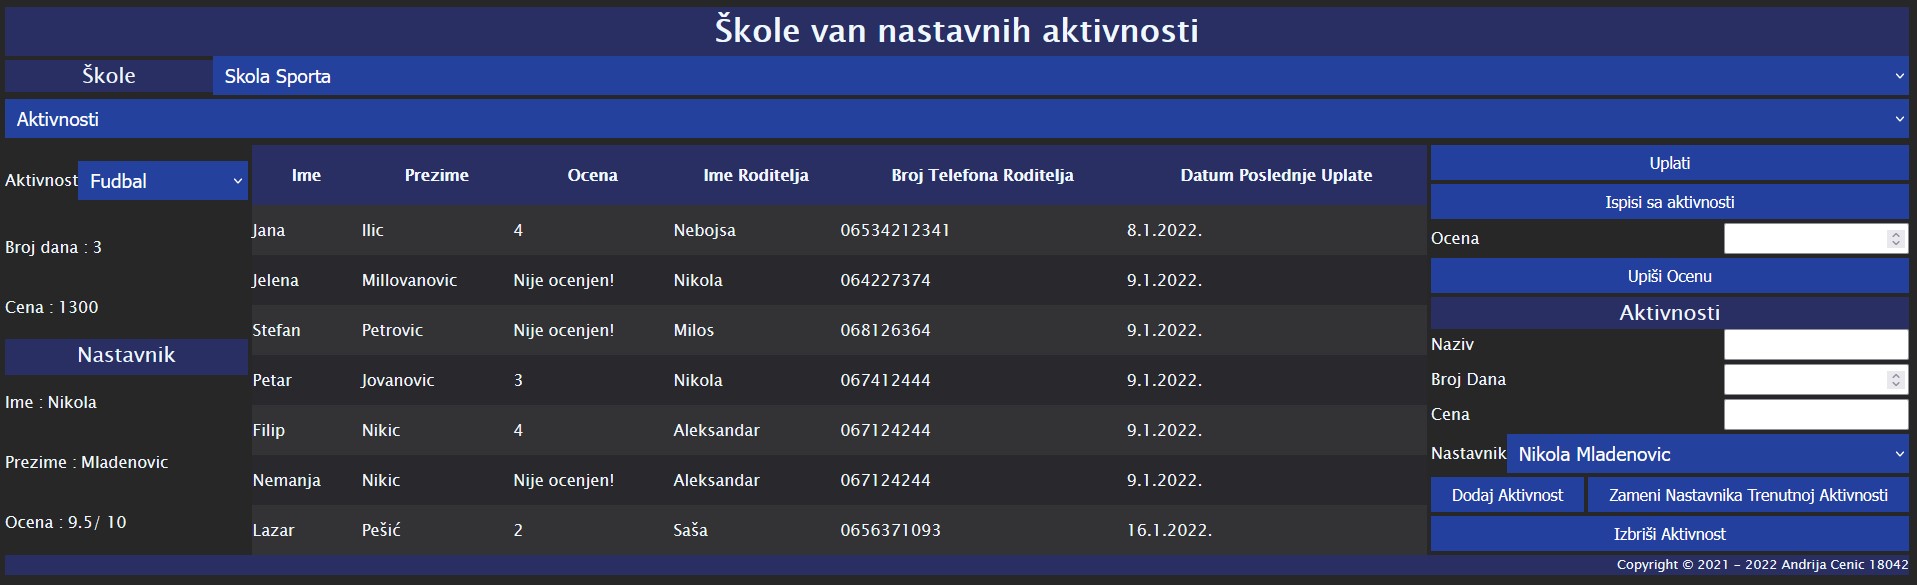 Škole van nastavnih aktivnosti
Škole Skola Sporta
Aktivnosti
Aktivnost Fudbal
Broj dana : 3
Cena : 1300
Nastavnik
Ime : Nikola
Prezime : Mladenovic
Ocena : 9.5/ 10
Ime Prezime Ocena Ime Roditelja Broj Telefona Roditelja Datum Poslednje Uplate
Jana Ilic 4 Nebojsa 06534212341 8.1.2022.
Jelena Millovanovic Nije ocenjen! Nikola 064227374 9.1.2022.
Stefan Petrovic Nije ocenjen! Milos 068126364 9.1.2022.
Petar Jovanovic 3 Nikola 067412444 9.1.2022.
Filip Nikic 4 Aleksandar 067124244 9.1.2022.
Nemanja Nikic Nije ocenjen! Aleksandar 067124244 9.1.2022.
Lazar Pešić 2 Saša 0656371093 16.1.2022.
Uplati
Ispisi sa aktivnosti
Ocena
Upiši Ocenu
Aktivnosti
Naziv
Broj Dana
Cena
Nastavnik Nikola Mladenovic
Dodaj Aktivnost Zameni Nastavnika Trenutnoj Aktivnosti
Izbriši Aktivnost
Copyright © 2021 - 2022 Andrija Cenic 18042